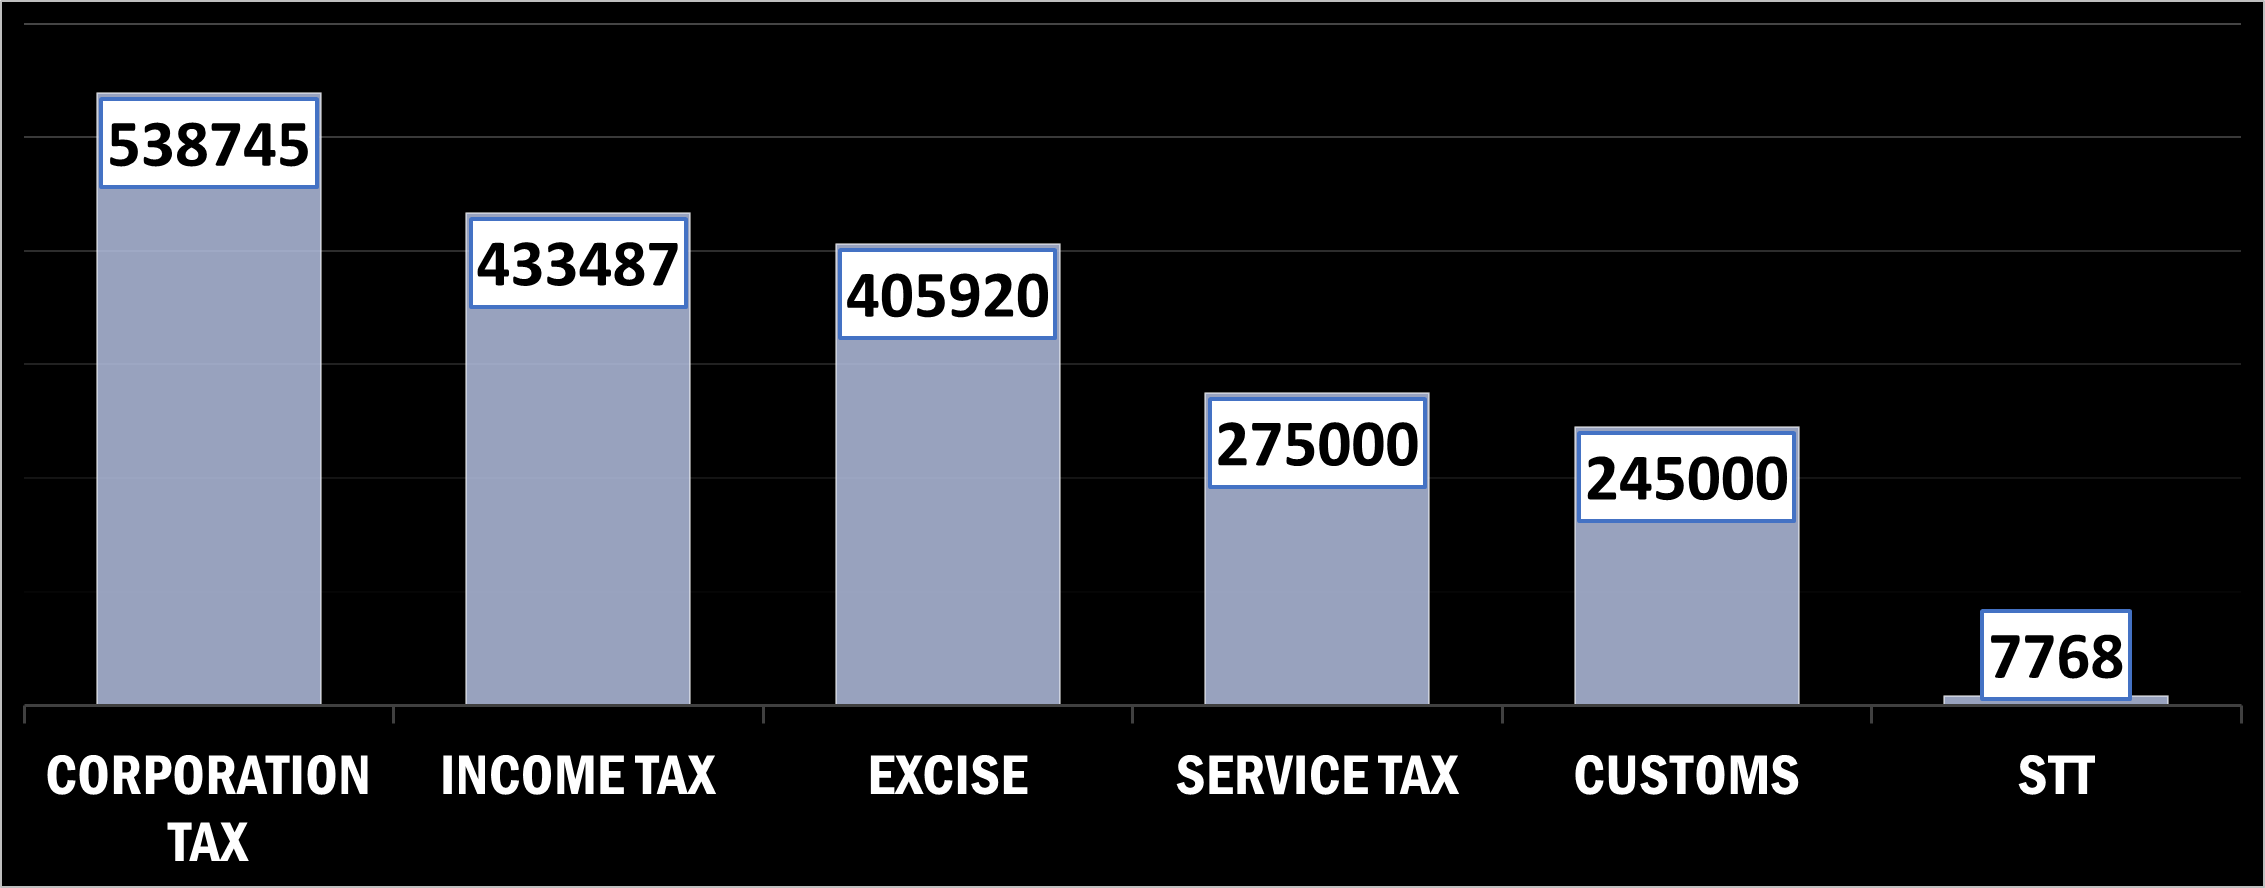 538745
433487
405920
275000
245000
7768
CORPORATION
TAX
INCOME TAX
EXCISE
SERVICE TAX
CUSTOMS
STT